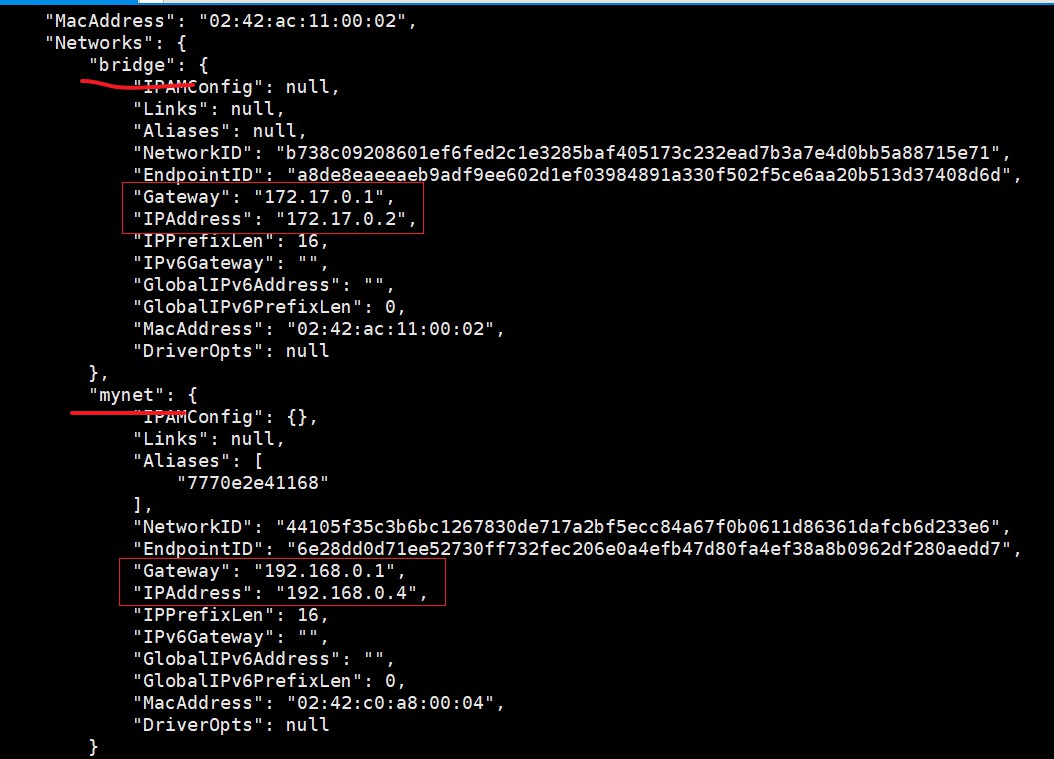 "MacAddress": "02:42:ac:11:00:02",
"Networks": {
"bridge": {
"IPAMConfig": null,
"Links": null,
"Aliases": null,
"NetworkID": "b738c09208601ef6fed2c1e3285baf405173c232ead7b3a7e4d0bb5a88715e71",
"EndpointID": "a8de8eaeeaeb9adf9ee602d1ef03984891a330f502f5ce6aa20b513d37408d6d",
"Gateway": "172.17.0.1",
"IPAddress": "172.17.0.2",
"IPPrefixLen": 16,
"IPv6Gateway": "",
"GlobalIPv6Address": "",
"GlobalIPv6PrefixLen": 0,
"MacAddress": "02:42:ac:11:00:02",
"DriverOpts": null
},
"mynet": {
"IPAMConfig": {},
"Links": null,
"Aliases": [
"7770e2e41168"
],
"NetworkID": "44105f35c3b6bc1267830de717a2bf5ecc84a67f0b0611d86361dafcb6d233e6",
"EndpointID": "6e28dd0d71ee52730ff732fec206e0a4efb47d80fa4ef38a8b0962df280aedd7",
"Gateway": "192.168.0.1",
"IPAddress": "192.168.0.4",
"IPPrefixLen": 16,
"IPv6Gateway": "",
"GlobalIPv6Address": "",
"GlobalIPv6PrefixLen": 0,
"MacAddress": "02:42:c0:a8:00:04",
"DriverOpts": null
}